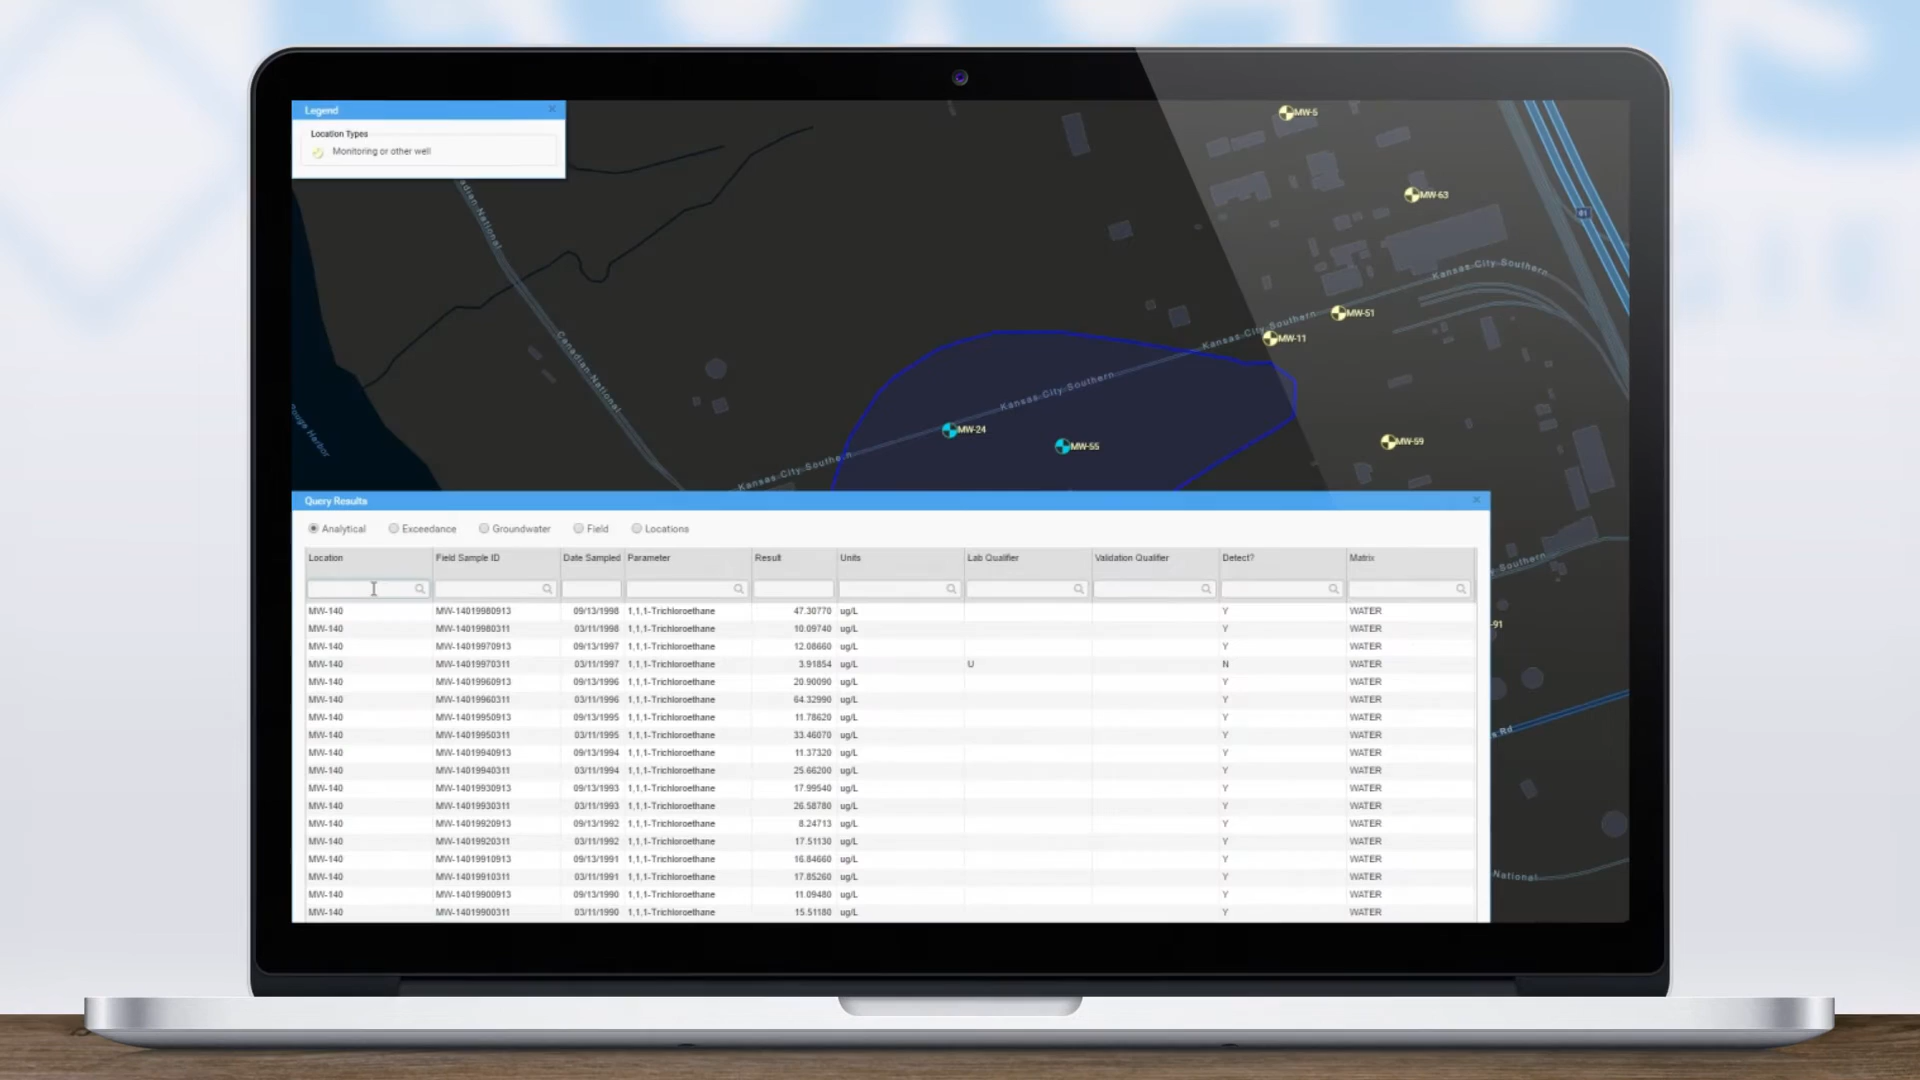 Legend
Location Types
Monitoring or other well
MW-5
MW-63
61
Canadian National
Kansas City Southern
Kansas City Southern
MW-51
MW-11
Canadian National
Kansas City Southern
MW-24
MW-55
MW-59
Kansas City Southern
Query Results
Analytical Exceedance Groundwater Field Locations
Location Field Sample ID Date Sampled Parameter Result Units Lab Qualifier Validation Qualifier Detect? Matrix
MW-140 MW-14019980913 09/13/1998 1,1,1-Trichloroethane 47.30770 ug/L Y WATER
MW-140 MW-14019980311 03/11/1998 1,1,1-Trichloroethane 10.09740 ug/L Y WATER
MW-140 MW-14019970913 09/13/1997 1,1,1-Trichloroethane 12.08660 ug/L Y WATER
MW-140 MW-14019970311 03/11/1997 1,1,1-Trichloroethane 3.91854 ug/L U N WATER
MW-140 MW-14019960913 09/13/1996 1,1,1-Trichloroethane 20.90090 ug/L Y WATER
MW-140 MW-14019960311 03/11/1996 1,1,1-Trichloroethane 64.32990 ug/L Y WATER
MW-140 MW-14019950913 09/13/1995 1,1,1-Trichloroethane 11.78620 ug/L Y WATER
MW-140 MW-14019950311 03/11/1995 1,1,1-Trichloroethane 33.46070 ug/L Y WATER
MW-140 MW-14019940913 09/13/1994 1,1,1-Trichloroethane 11.37320 ug/L Y WATER
MW-140 MW-14019940311 03/11/1994 1,1,1-Trichloroethane 25.66200 ug/L Y WATER
MW-140 MW-14019930913 09/13/1993 1,1,1-Trichloroethane 17.99540 ug/L Y WATER
MW-140 MW-14019930311 03/11/1993 1,1,1-Trichloroethane 26.58780 ug/L Y WATER
MW-140 MW-14019920913 09/13/1992 1,1,1-Trichloroethane 8.24713 ug/L Y WATER
MW-140 MW-14019920311 03/11/1992 1,1,1-Trichloroethane 17.51130 ug/L Y WATER
MW-140 MW-14019910913 09/13/1991 1,1,1-Trichloroethane 16.84660 ug/L Y WATER
MW-140 MW-14019910311 03/11/1991 1,1,1-Trichloroethane 17.85260 ug/L Y WATER
MW-140 MW-14019900913 09/13/1990 1,1,1-Trichloroethane 11.09480 ug/L Y WATER
MW-140 MW-14019900311 03/11/1990 1,1,1-Trichloroethane 15.51180 ug/L Y WATER
-91
Rd
National